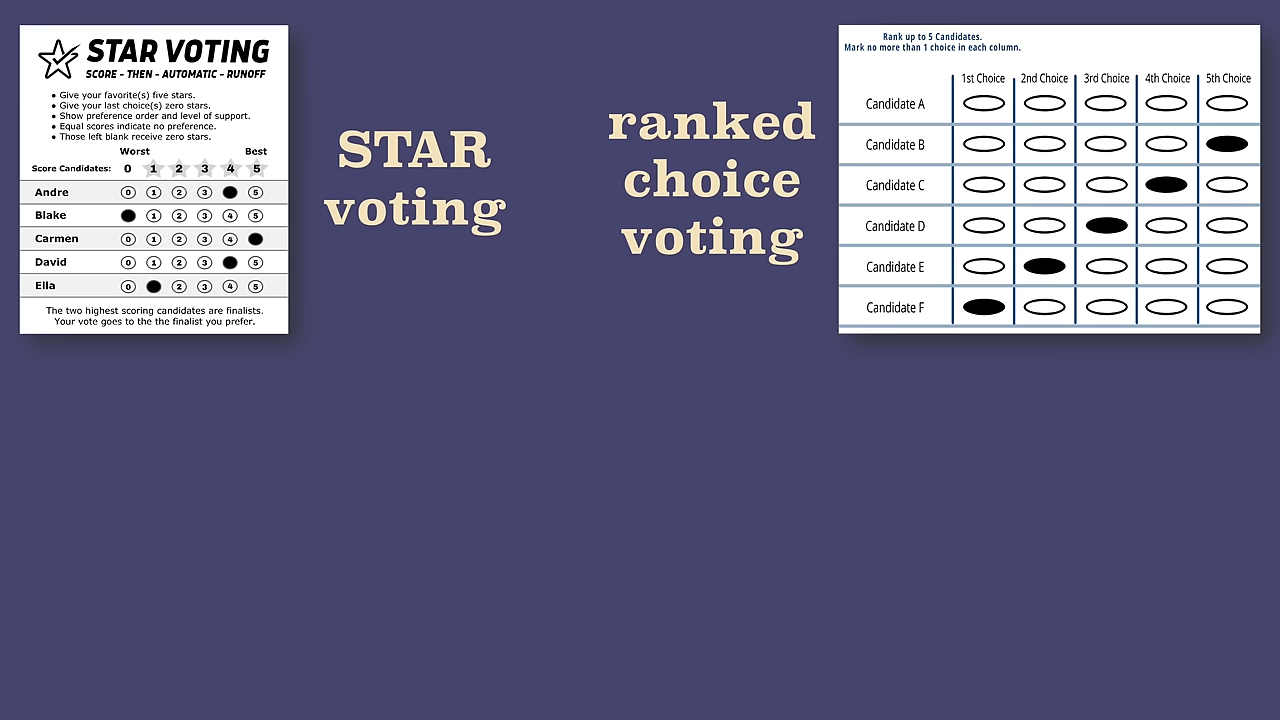 STAR VOTING
SCORE - THEN - AUTOMATIC - RUNOFF
• Give your favorite(s) five stars.
• Give your last choice(s) zero stars.
• Show preference order and level of support.
• Equal scores indicate no preference.
• Those left blank receive zero stars.
Worst Best
Score Candidates: 0 1 2 3 4 5
Andre 0 1 2 3 5
Blake 1 2 3 4 5
Carmen 0 1 2 3 4
David 0 1 2 3 5
Ella 0 2 3 4 5
The two highest scoring candidates are finalists.
Your vote goes to the the finalist you prefer.
STAR
voting
ranked
choice
voting
Rank up to 5 Candidates.
Mark no more than 1 choice in each column.
1st Choice 2nd Choice 3rd Choice 4th Choice 5th Choice
Candidate A
Candidate B
Candidate C
Candidate D
Candidate E
Candidate F